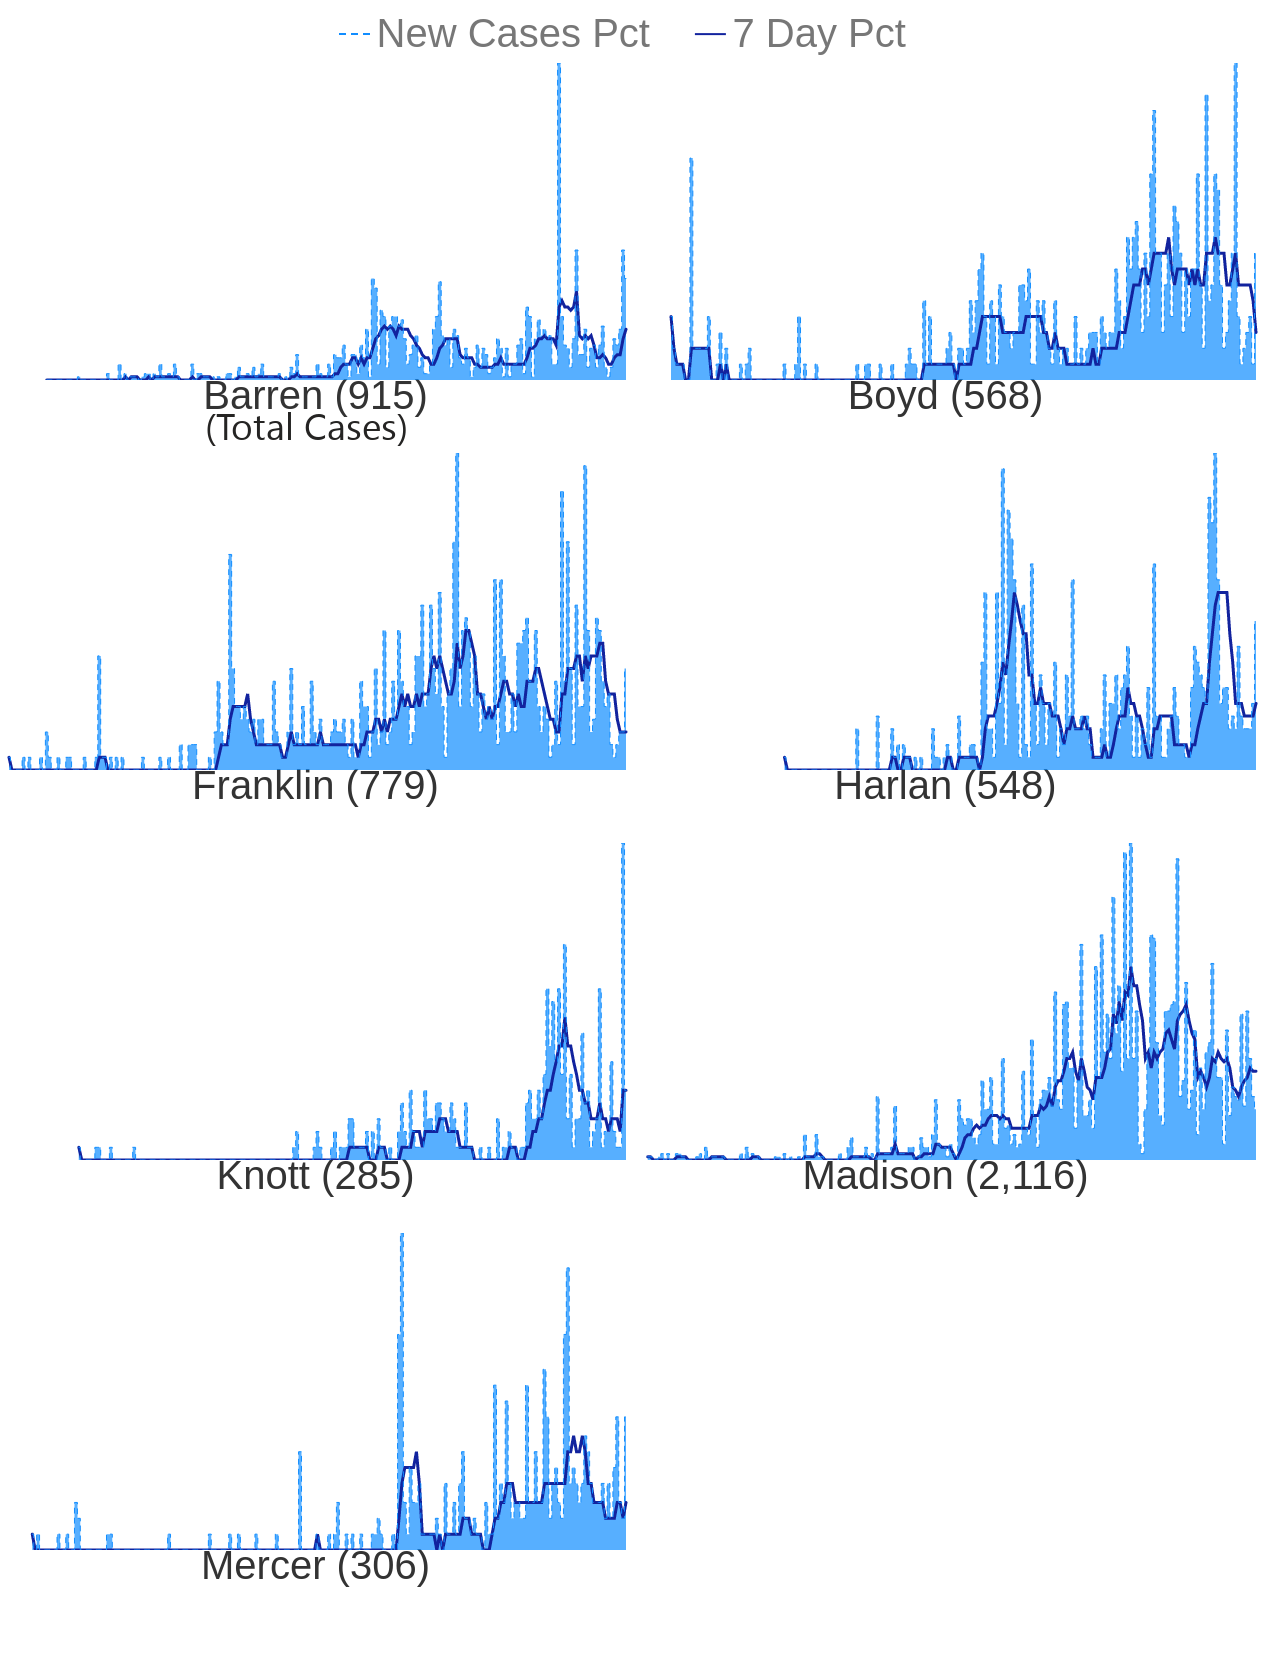 New Cases Pct 7 Day Pct
Barren (915) Boyd (568)
(Total Cases)
Franklin (779) Harlan (548)
Knott (285) Madison (2,116)
Mercer (306)